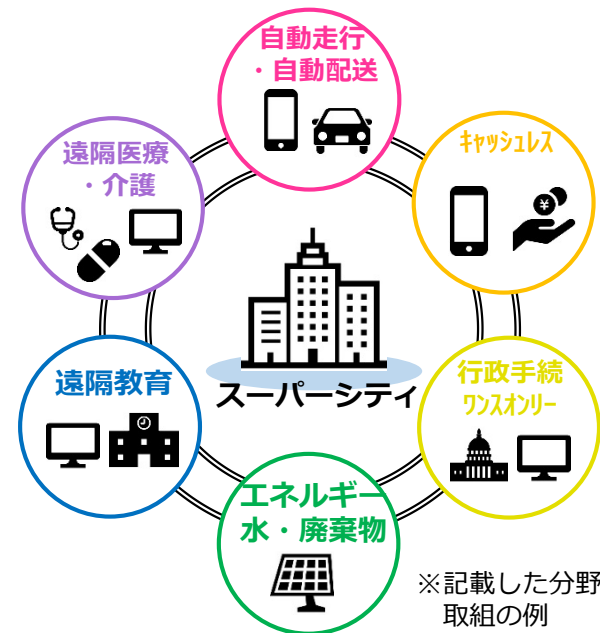 自動走行
・自動配送
遠隔医療
・介護
ｷｬｯｼｭﾚｽ
¥
スーパーシティ
遠隔教育
行政手続
ﾜﾝｽｵﾝﾘｰ
エネルギー
水・廃棄物
※記載した分野
取組の例